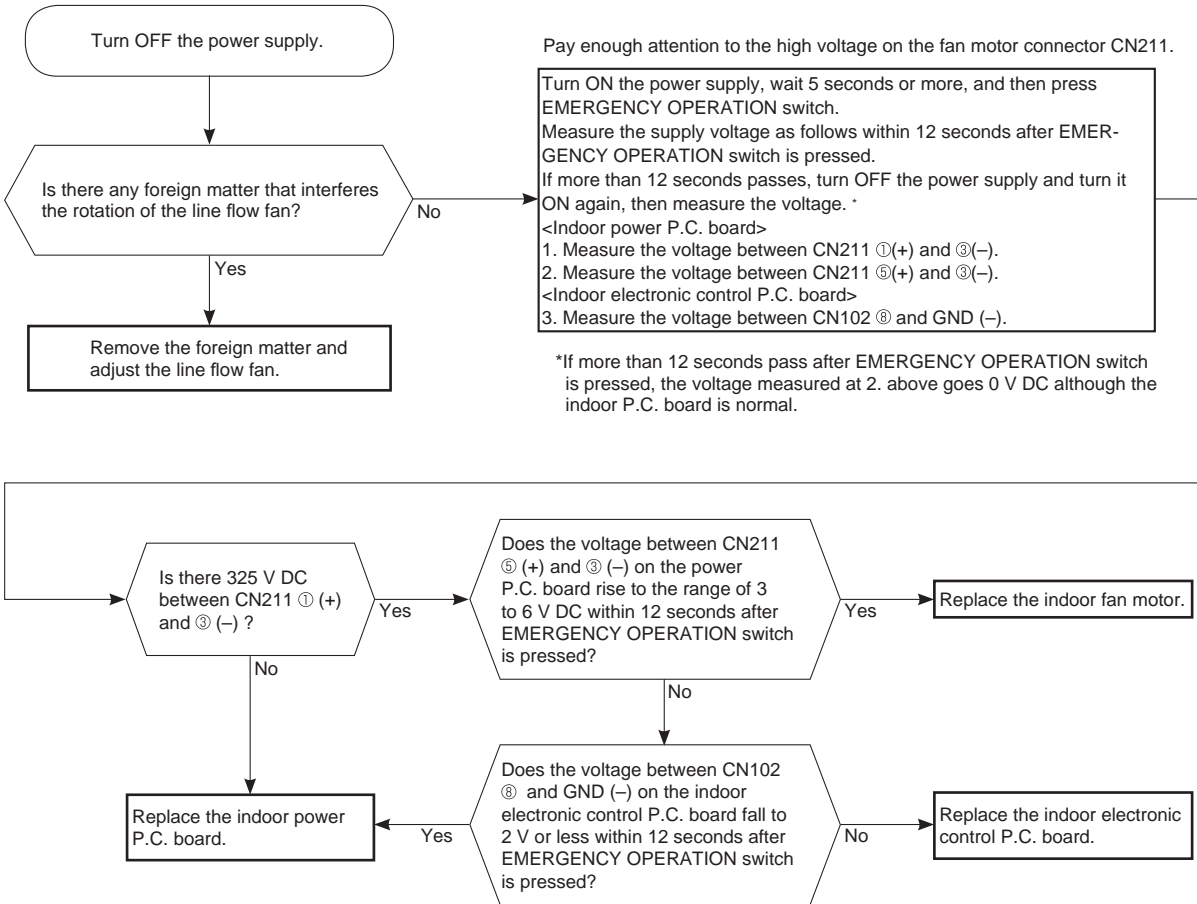 Turn OFF the power supply.
Is there any foreign matter that interferes
the rotation of the line flow fan?
No
Yes
Remove the foreign matter and
adjust the line flow fan.
Pay enough attention to the high voltage on the fan motor connector CN211.
Turn ON the power supply, wait 5 seconds or more, and then press
EMERGENCY OPERATION switch.
Measure the supply voltage as follows within 12 seconds after EMER-
GENCY OPERATION switch is pressed.
If more than 12 seconds passes, turn OFF the power supply and turn it
ON again, then measure the voltage. *
<Indoor power P.C. board>
1. Measure the voltage between CN211 ①(+) and ③(–).
2. Measure the voltage between CN211 ⑤(+) and ③(–).
<Indoor electronic control P.C. board>
3. Measure the voltage between CN102 ⑧ and GND (–).
*If more than 12 seconds pass after EMERGENCY OPERATION switch
is pressed, the voltage measured at 2. above goes 0 V DC although the
indoor P.C. board is normal.
Is there 325 V DC
between CN211 ① (+)
and ③ (–) ?
Yes
No
Does the voltage between CN211
⑤ (+) and ③ (–) on the power
P.C. board rise to the range of 3
to 6 V DC within 12 seconds after
EMERGENCY OPERATION switch
is pressed?
Yes
No
Replace the indoor fan motor.
Replace the indoor power
P.C. board.
Yes
Does the voltage between CN102
⑧ and GND (–) on the indoor
electronic control P.C. board fall to
2 V or less within 12 seconds after
EMERGENCY OPERATION switch
is pressed?
No
Replace the indoor electronic
control P.C. board.